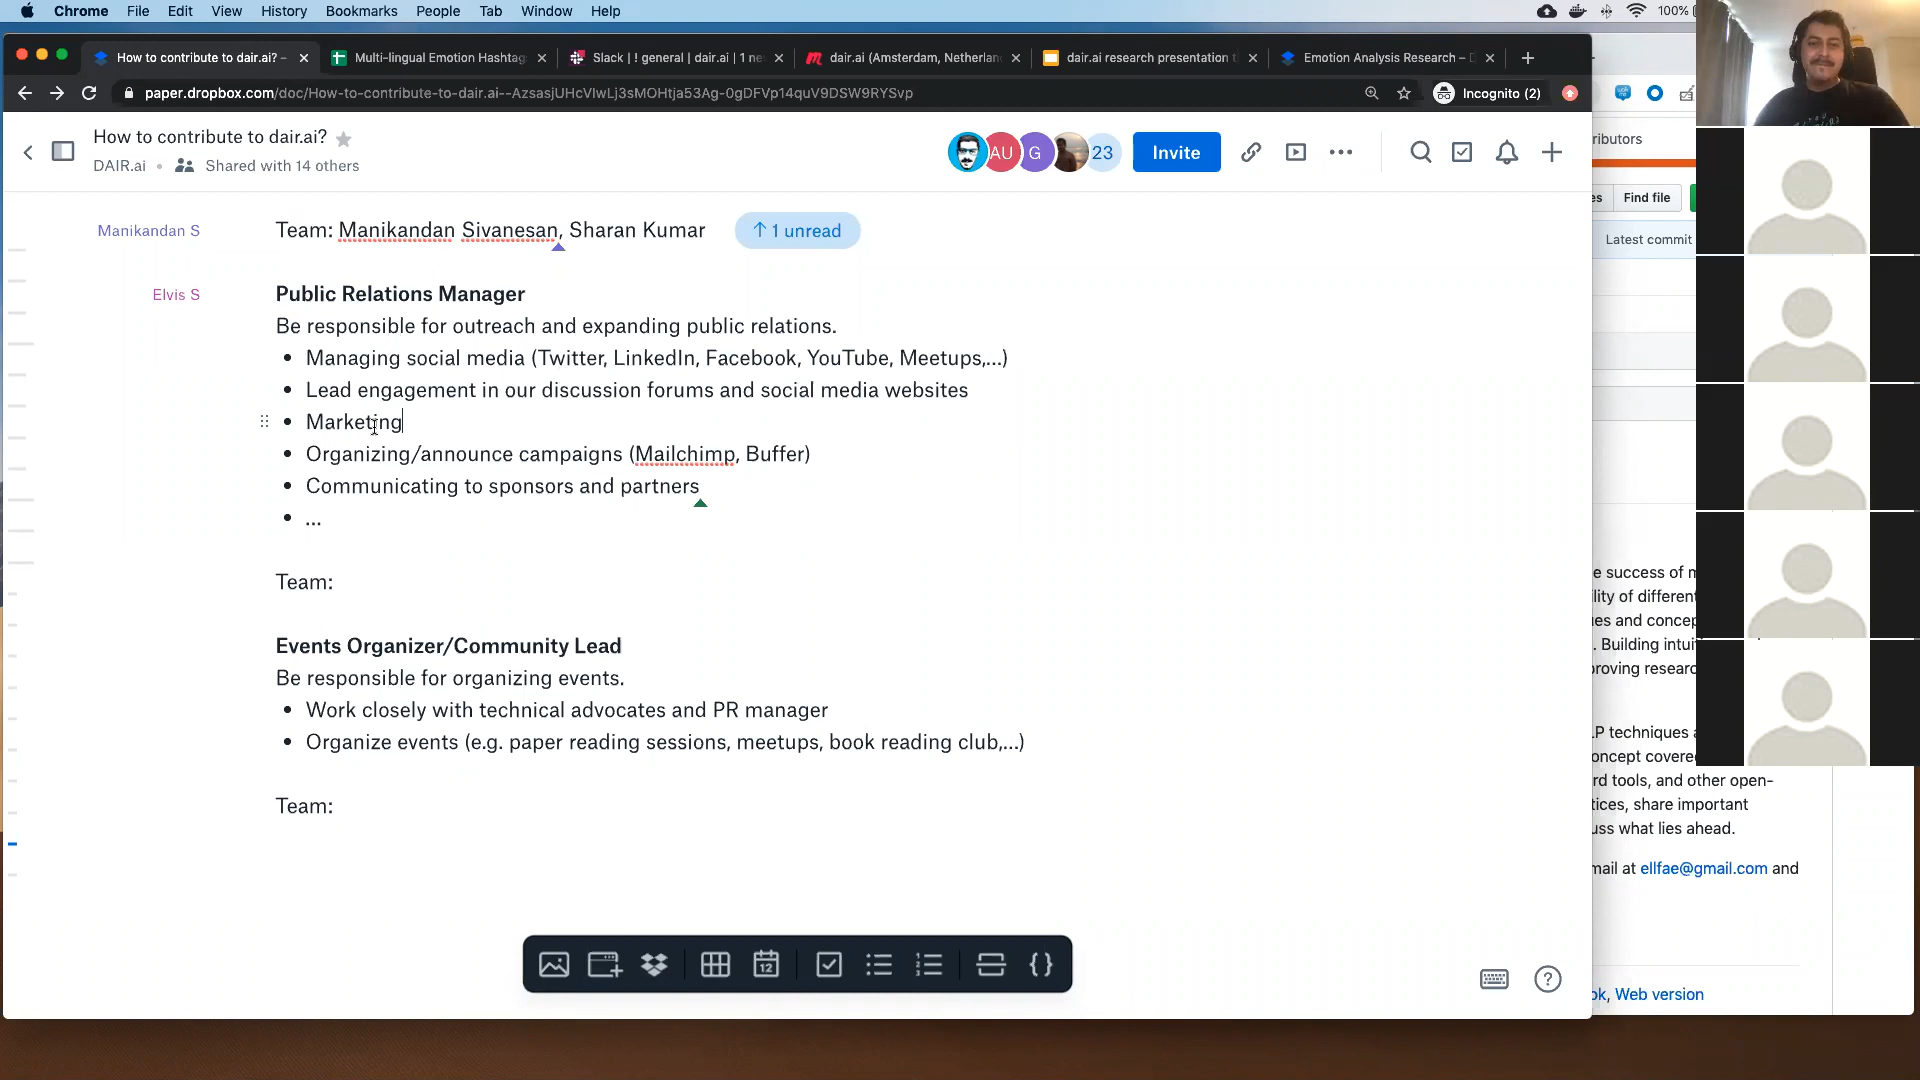 Chrome File Edit View History Bookmarks People Tab Window Help 100%
How to contribute to dair.ai? – Multi-lingual Emotion Hashtag Slack | ! general | dair.ai | 1 ne dair.ai (Amsterdam, Netherlan dair.ai research presentation t Emotion Analysis Research –
paper.dropbox.com/doc/How-to-contribute-to-dair.ai--AzsasjUHcVIwLj3sMOHtja53Ag-0gDFVp14quV9DSW9RYSvp Incognito (2)
How to contribute to dair.ai?
DAIR.ai • Shared with 14 others
AU G 23 Invite
Manikandan S
Team: Manikandan Sivanesan, Sharan Kumar
↑ 1 unread
Elvis S
Public Relations Manager
Be responsible for outreach and expanding public relations.
• Managing social media (Twitter, LinkedIn, Facebook, YouTube, Meetups,...)
• Lead engagement in our discussion forums and social media websites
• Marketing
• Organizing/announce campaigns (Mailchimp, Buffer)
• Communicating to sponsors and partners
• ...
Team:
Events Organizer/Community Lead
Be responsible for organizing events.
• Work closely with technical advocates and PR manager
• Organize events (e.g. paper reading sessions, meetups, book reading club,...)
Team:
12
ributors
es Find file
Latest commit
e success of m
ility of different
ues and concep
. Building intui
roving researc
LP techniques a
oncept covere
rd tools, and other open-
tices, share important
uss what lies ahead.
mail at ellfae@gmail.com and
ok, Web version